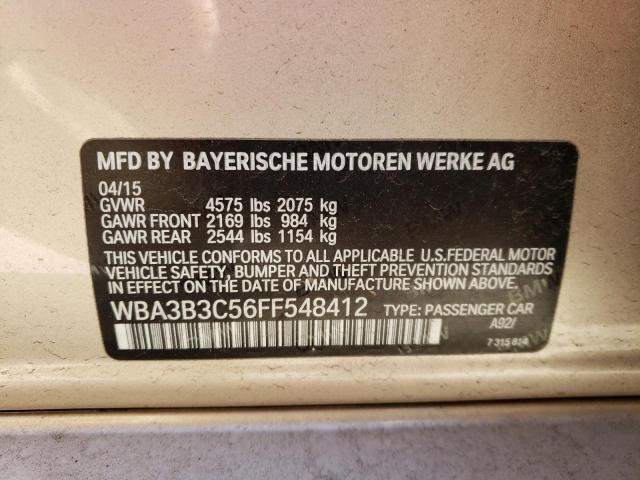 MFD BY BAYERISCHE MOTOREN WERKE AG
04/15
GVWR 4575 lbs 2075 kg
GAWR FRONT 2169 lbs 984 kg
GAWR REAR 2544 lbs 1154 kg
THIS VEHICLE CONFORMS TO ALL APPLICABLE U.S.FEDERAL MOTOR
VEHICLE SAFETY, BUMPER AND THEFT PREVENTION STANDARDS
IN EFFECT ON THE DATE OF MANUFACTURE SHOWN ABOVE.
WBA3B3C56FF548412 TYPE: PASSENGER CAR
A92/
7 315 814